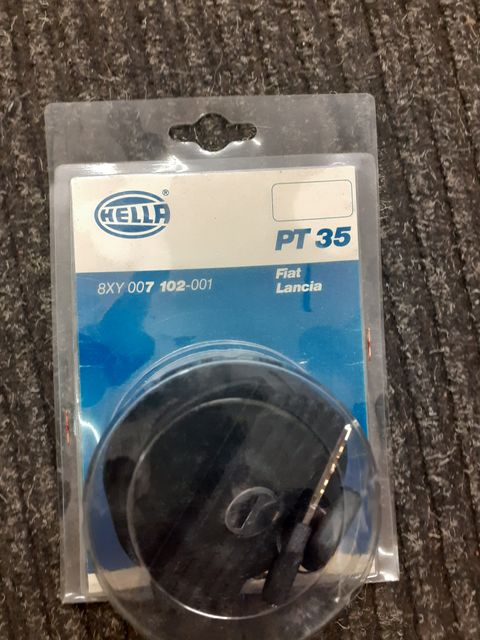 HELLA®
PT 35
8XY 007 102-001
Fiat
Lancia